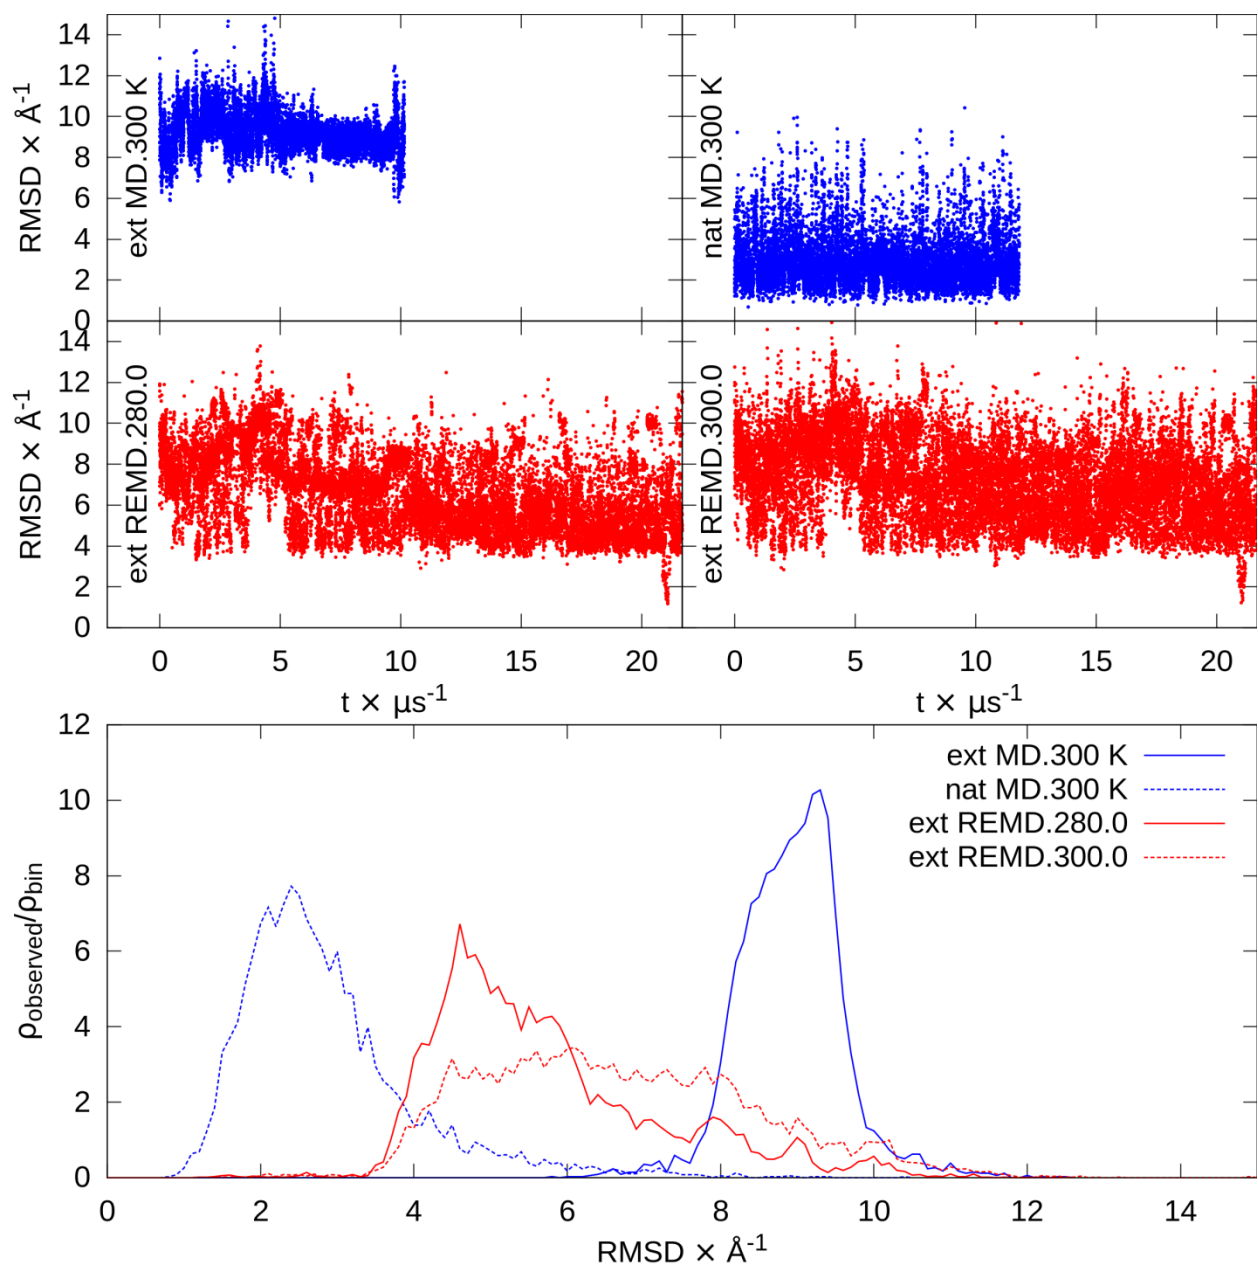 14
12
10
8
6
4
2
0
RMSD × Å-1
ext MD.300 K
nat MD.300 K
14
12
10
8
6
4
2
0
RMSD × Å-1
ext REMD.280.0
ext REMD.300.0
0 5 10 15 20
0 5 10 15 20
t × μs-1
t × μs-1
12
10
8
6
4
2
0
ρobserved/ρbin
ext MD.300 K
nat MD.300 K
ext REMD.280.0
ext REMD.300.0
0 2 4 6 8 10 12 14
RMSD × Å-1